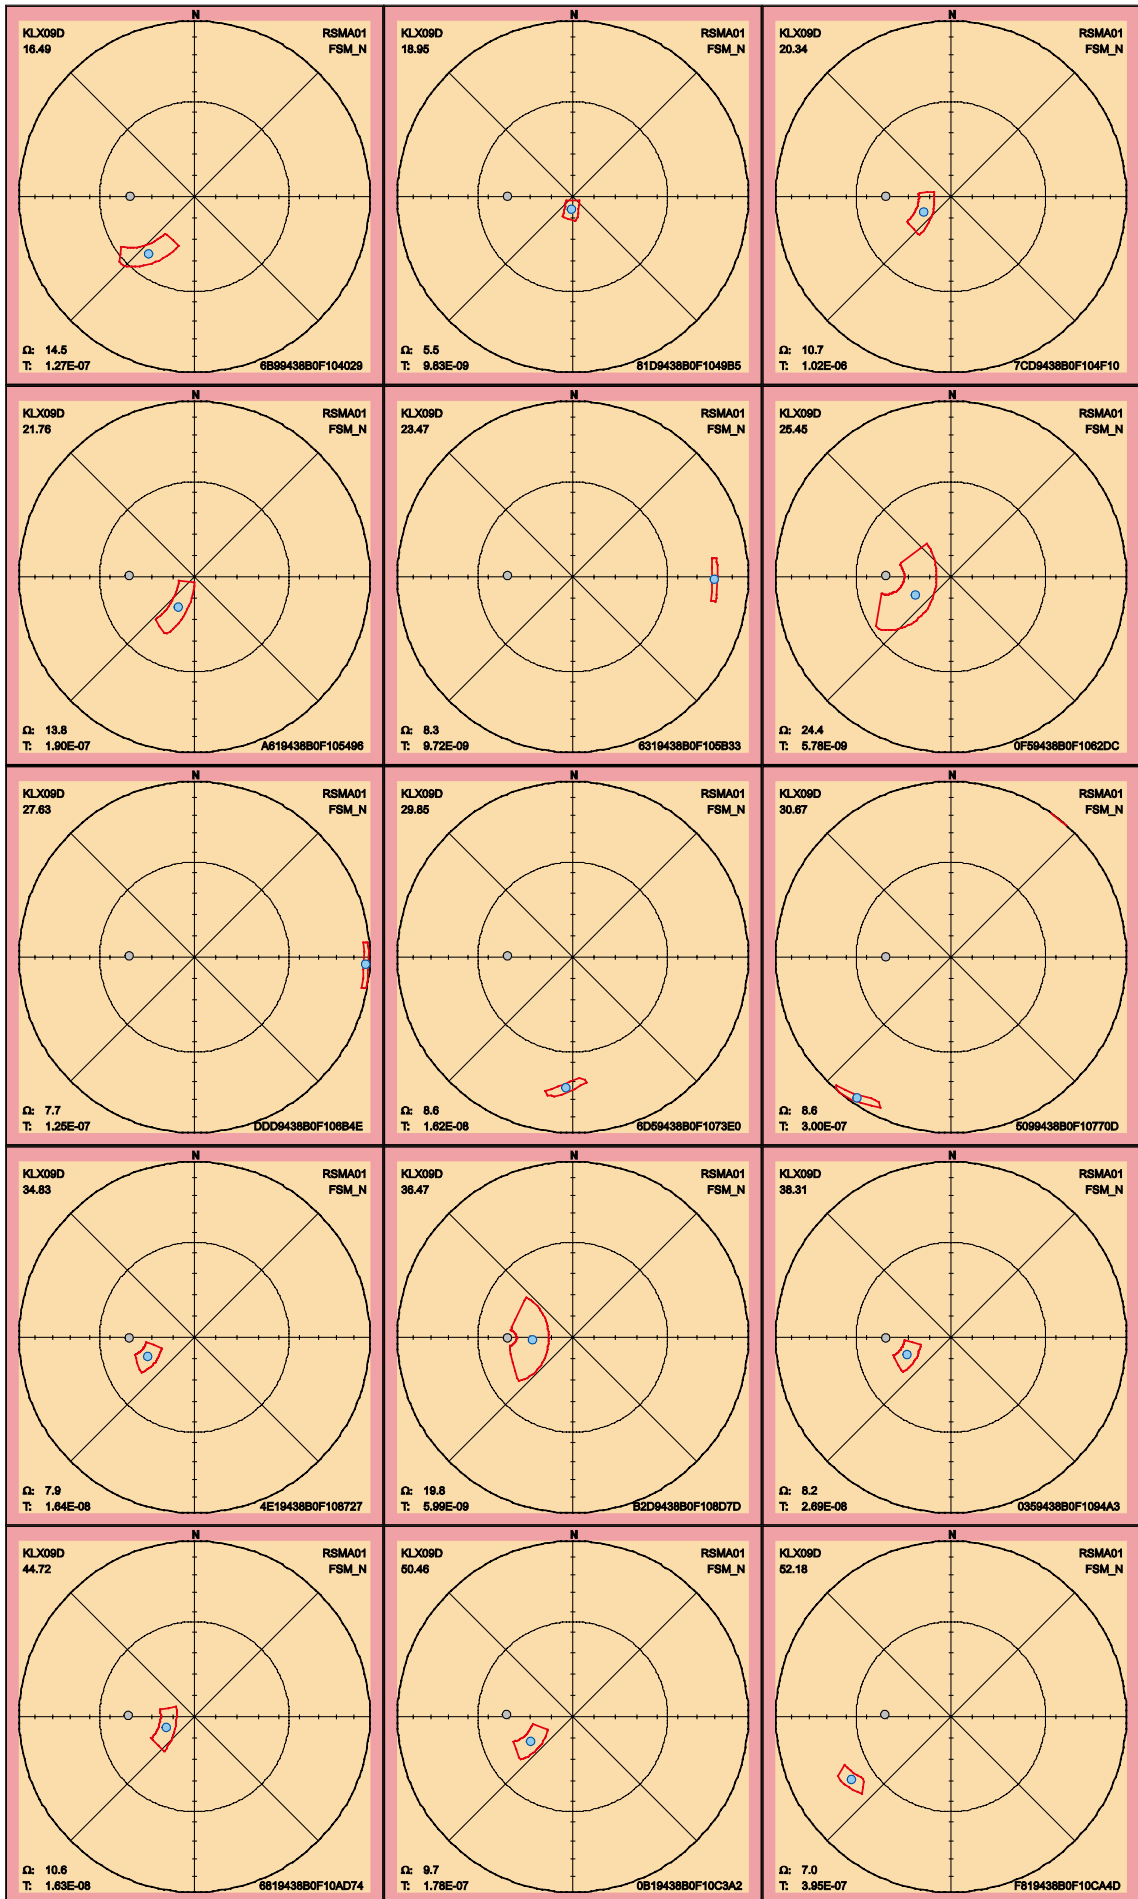 N
KLX09D RSMA01
16.49 FSM_N
Ω: 14.5
T: 1.27E-07 6B99438B0F104029
N
KLX09D RSMA01
18.95 FSM_N
Ω: 5.5
T: 9.83E-09 81D9438B0F1049B5
N
KLX09D RSMA01
20.34 FSM_N
Ω: 10.7
T: 1.02E-06 7CD9438B0F104F10
N
KLX09D RSMA01
21.76 FSM_N
Ω: 13.8
T: 1.90E-07 A619438B0F105496
N
KLX09D RSMA01
23.47 FSM_N
Ω: 8.3
T: 9.72E-09 6319438B0F105B33
N
KLX09D RSMA01
25.45 FSM_N
Ω: 24.4
T: 5.78E-09 0F59438B0F1062DC
N
KLX09D RSMA01
27.63 FSM_N
Ω: 7.7
T: 1.25E-07 DDD9438B0F106B4E
N
KLX09D RSMA01
29.85 FSM_N
Ω: 8.6
T: 1.62E-08 6D59438B0F1073E0
N
KLX09D RSMA01
30.67 FSM_N
Ω: 8.6
T: 3.00E-07 5099438B0F10770D
N
KLX09D RSMA01
34.83 FSM_N
Ω: 7.9
T: 1.64E-08 4E19438B0F108727
N
KLX09D RSMA01
36.47 FSM_N
Ω: 19.8
T: 5.99E-09 B2D9438B0F108D7D
N
KLX09D RSMA01
38.31 FSM_N
Ω: 8.2
T: 2.69E-08 0359438B0F1094A3
N
KLX09D RSMA01
44.72 FSM_N
Ω: 10.6
T: 1.63E-08 6819438B0F10AD74
N
KLX09D RSMA01
50.46 FSM_N
Ω: 9.7
T: 1.78E-07 0B19438B0F10C3A2
N
KLX09D RSMA01
52.18 FSM_N
Ω: 7.0
T: 3.95E-07 F819438B0F10CA4D